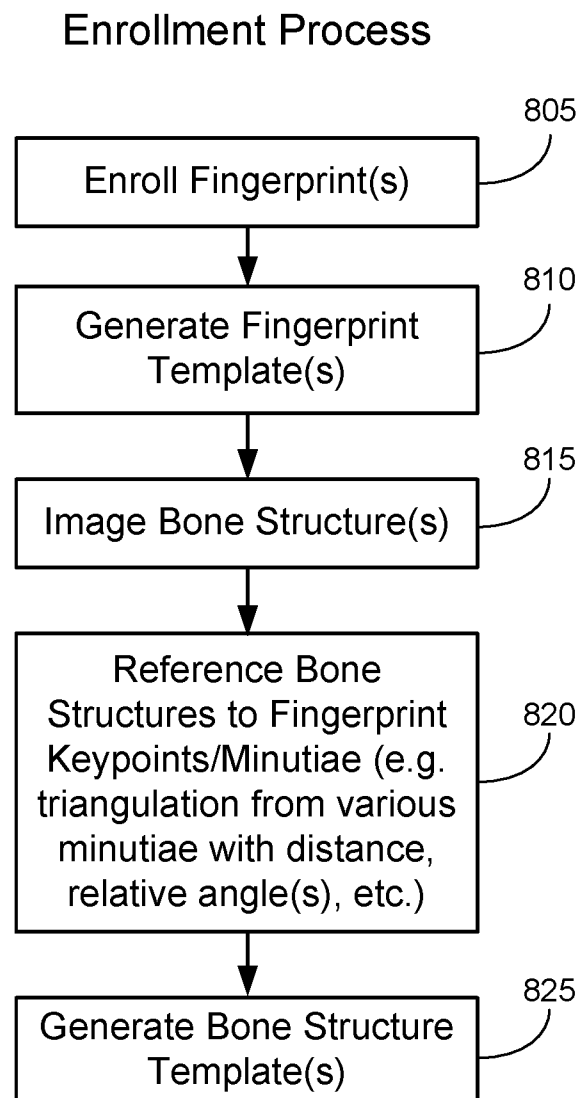 Enrollment Process
805
Enroll Fingerprint(s)
810
Generate Fingerprint
Template(s)
815
Image Bone Structure(s)
Reference Bone
Structures to Fingerprint
820
Keypoints/Minutiae (e.g.
triangulation from various
minutiae with distance,
relative angle(s), etc.)
825
Generate Bone Structure
Template(s)